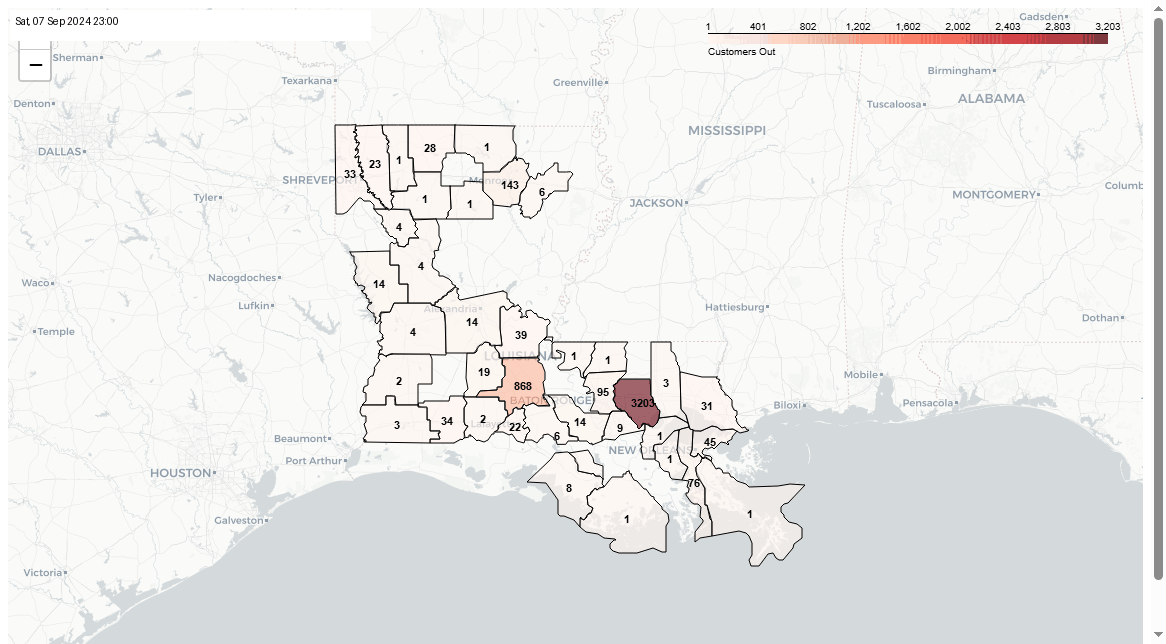 Sat, 07 Sep 2024 23:00
−
1 401 802 1,202 1,602 2,002 2,403 2,803 3,203
Customers Out
Gadsden
Sherman
Texarkana
Greenville
Birmingham
Denton
Tuscaloosa
ALABAMA
MISSISSIPPI
DALLAS
28
1
23
1
33
SHREVEPORT
Monroe
143
6
Tyler
1
1
JACKSON
MONTGOMERY
Columb
4
4
Nacogdoches
Waco
14
Lufkin
Alexandria
Hattiesburg
14
Dothan
Temple
4
39
LOUISIANA
1
1
19
Mobile
2
868
3
95
BATON ROUGE
3203
31
Biloxi
Pensacola
34
2
14
3
Lafayette
22
9
6
1
Beaumont
45
NEW ORLEANS
Port Arthur
1
HOUSTON
76
8
1
1
Galveston
Victoria